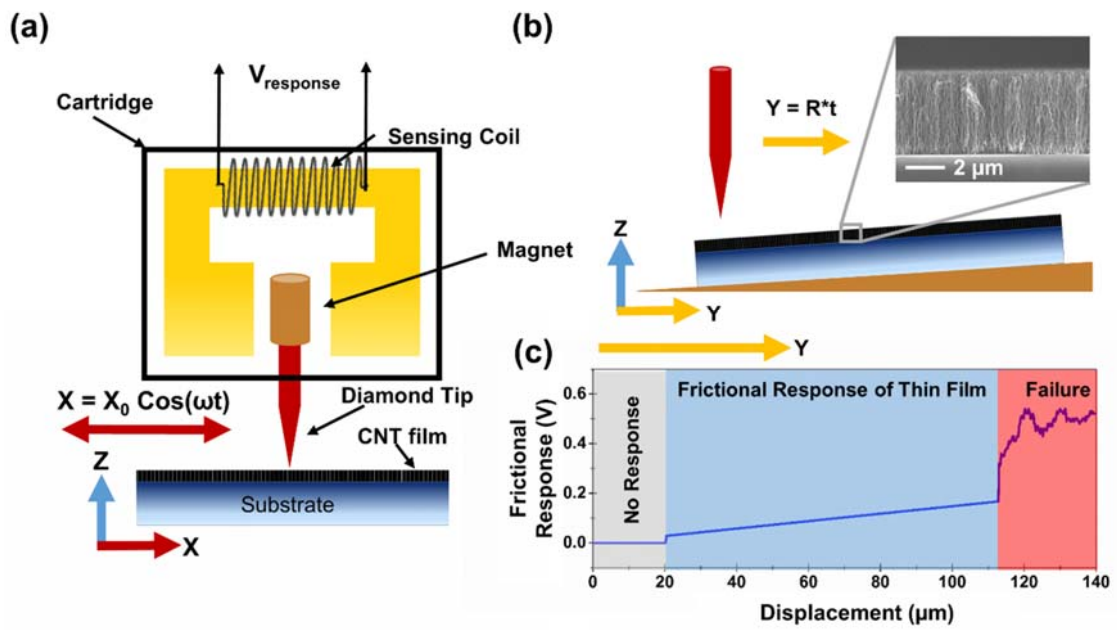 (a)
V_response
Cartridge
Sensing Coil
Magnet
Diamond Tip
X = X₀ Cos(ωt)
CNT film
Z
Substrate
X
(b)
Y = R*t
2 µm
Z
Y
Y
(c)
0.6
0.4
0.2
0.0
Frictional
Response (V)
No Response
Frictional Response of Thin Film
Failure
0
20
40
60
80
100
120
140
Displacement (µm)